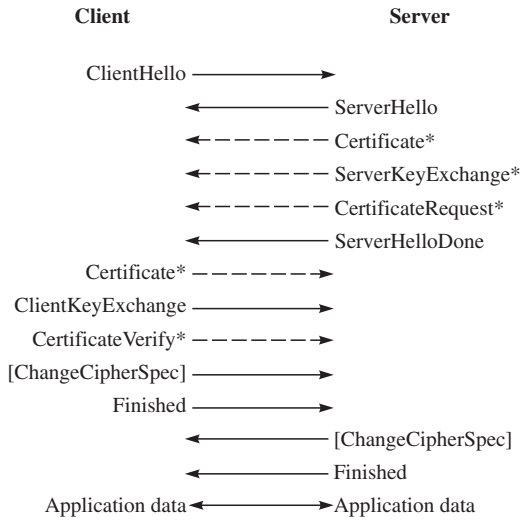 Client Server
ClientHello
ServerHello
Certificate*
ServerKeyExchange*
CertificateRequest*
ServerHelloDone
Certificate*
ClientKeyExchange
CertificateVerify*
[ChangeCipherSpec]
Finished
[ChangeCipherSpec]
Finished
Application data Application data